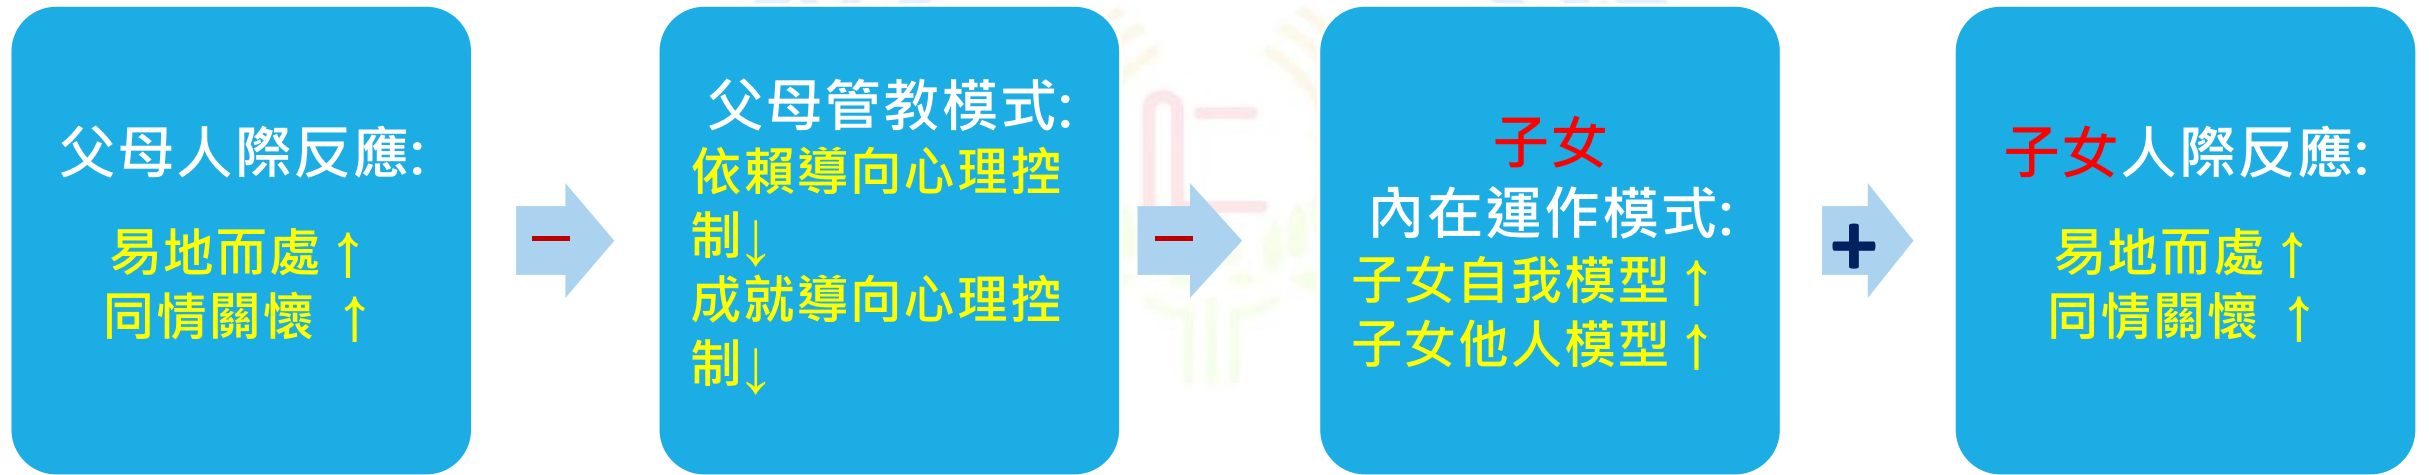 父母人際反應:
易地而處↑
同情關懷 ↑
－
父母管教模式:
依賴導向心理控
制↓
成就導向心理控
制↓
－
子女
內在運作模式:
子女自我模型↑
子女他人模型↑
+
子女人際反應:
易地而處↑
同情關懷 ↑
仁